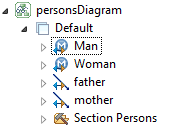 personsDiagram
Default
Man
Woman
father
mother
Section Persons